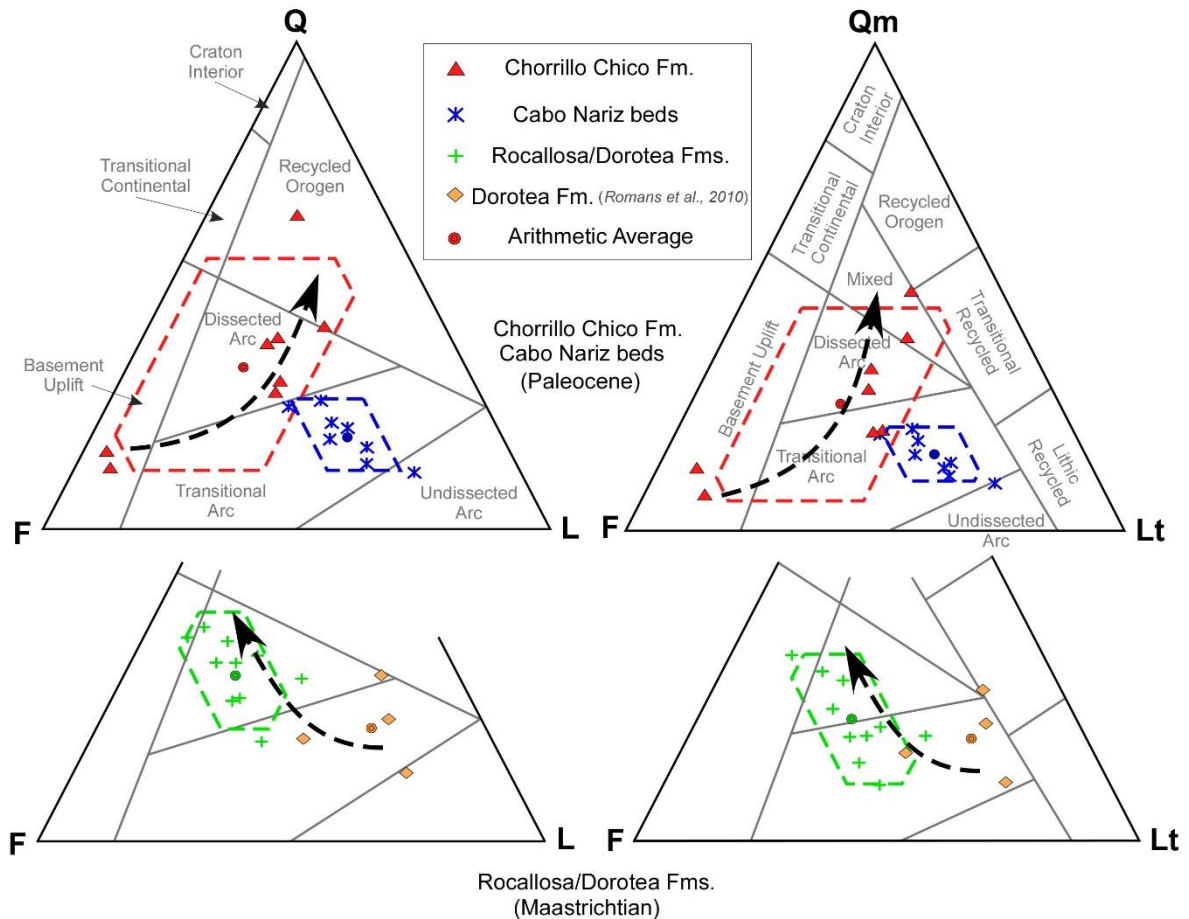 Q
Craton
Interior
Transitional
Continental
Recycled
Orogen
Dissected
Arc
Basement
Uplift
Transitional
Arc
Undissected
Arc
F
L
Chorrillo Chico Fm.
Cabo Nariz beds
Rocallosa/Dorotea Fms.
Dorotea Fm. (Romans et al., 2010)
Arithmetic Average
Chorrillo Chico Fm.
Cabo Nariz beds
(Paleocene)
Qm
Craton
Interior
Transitional
Continental
Recycled
Orogen
Mixed
Dissected
Arc
Basement Uplift
Transitional
Recycled
Transitional
Arc
Lithic
Recycled
Undissected
Arc
F
Lt
F
L
F
Lt
Rocallosa/Dorotea Fms.
(Maastrichtian)